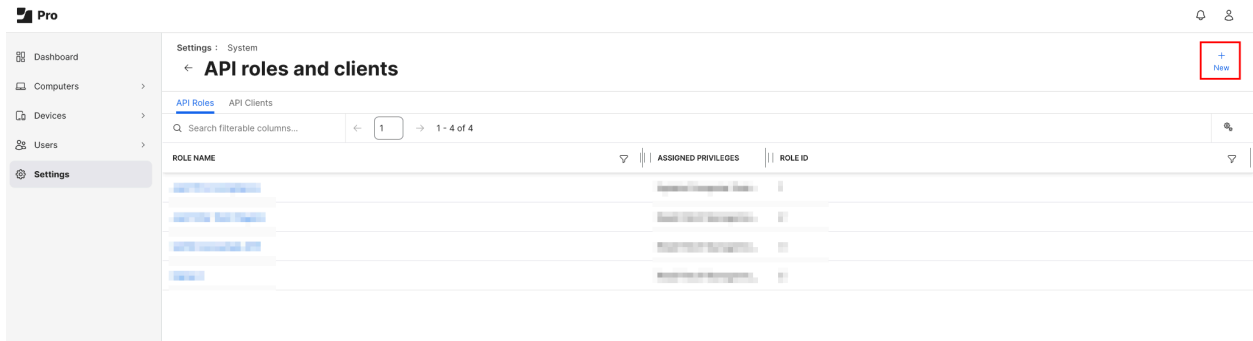 Pro
Dashboard
Computers
Devices
Users
Settings
Settings : System
← API roles and clients
+
New
API Roles API Clients
Search filterable columns... ← 1 → 1 - 4 of 4
ROLE NAME ASSIGNED PRIVILEGES ROLE ID